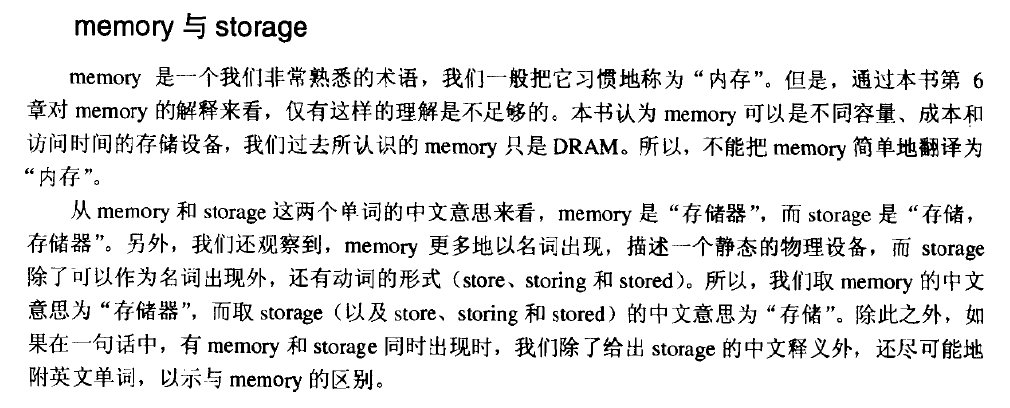 memory 与 storage
memory 是一个我们非常熟悉的术语，我们一般把它习惯地称为“内存”。但是，通过本书第 6
章对 memory 的解释来看，仅有这样的理解是不足够的。本书认为 memory 可以是不同容量、成本和
访问时间的存储设备，我们过去所认识的 memory 只是 DRAM。所以，不能把 memory 简单地翻译为
“内存”。
从 memory 和 storage 这两个单词的中文意思来看，memory 是“存储器”，而 storage 是“存储，
存储器”。另外，我们还观察到，memory 更多地以名词出现，描述一个静态的物理设备，而 storage
除了可以作为名词出现外，还有动词的形式（store、storing 和 stored）。所以，我们取 memory 的中文
意思为“存储器”，而取 storage（以及 store、storing 和 stored）的中文意思为“存储”。除此之外，如
果在一句话中，有 memory 和 storage 同时出现时，我们除了给出 storage 的中文释义外，还尽可能地
附英文单词，以示与 memory 的区别。